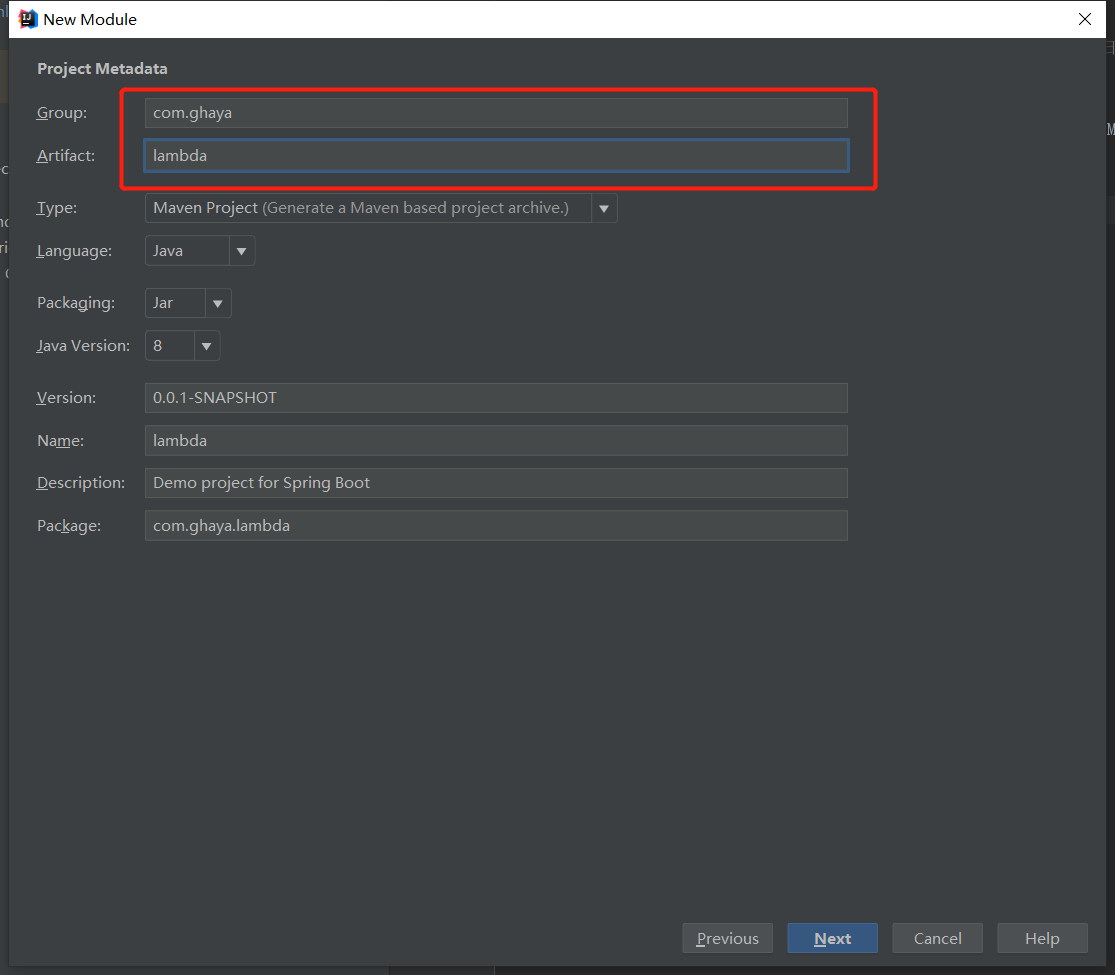 New Module
Project Metadata
Group: com.ghaya
Artifact: lambda
Type: Maven Project (Generate a Maven based project archive.)
Language: Java
Packaging: Jar
Java Version: 8
Version: 0.0.1-SNAPSHOT
Name: lambda
Description: Demo project for Spring Boot
Package: com.ghaya.lambda
Previous Next Cancel Help